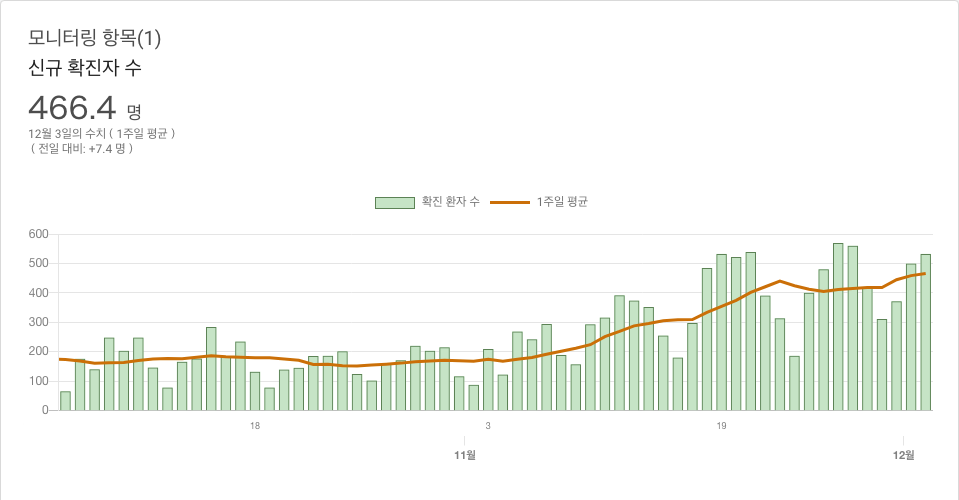 모니터링 항목(1)
신규 확진자 수
466.4 명
12월 3일의 수치 ( 1주일 평균 )
( 전일 대비: +7.4 명 )
확진 환자 수 1주일 평균
600
500
400
300
200
100
0
18 3 19
11월 12월